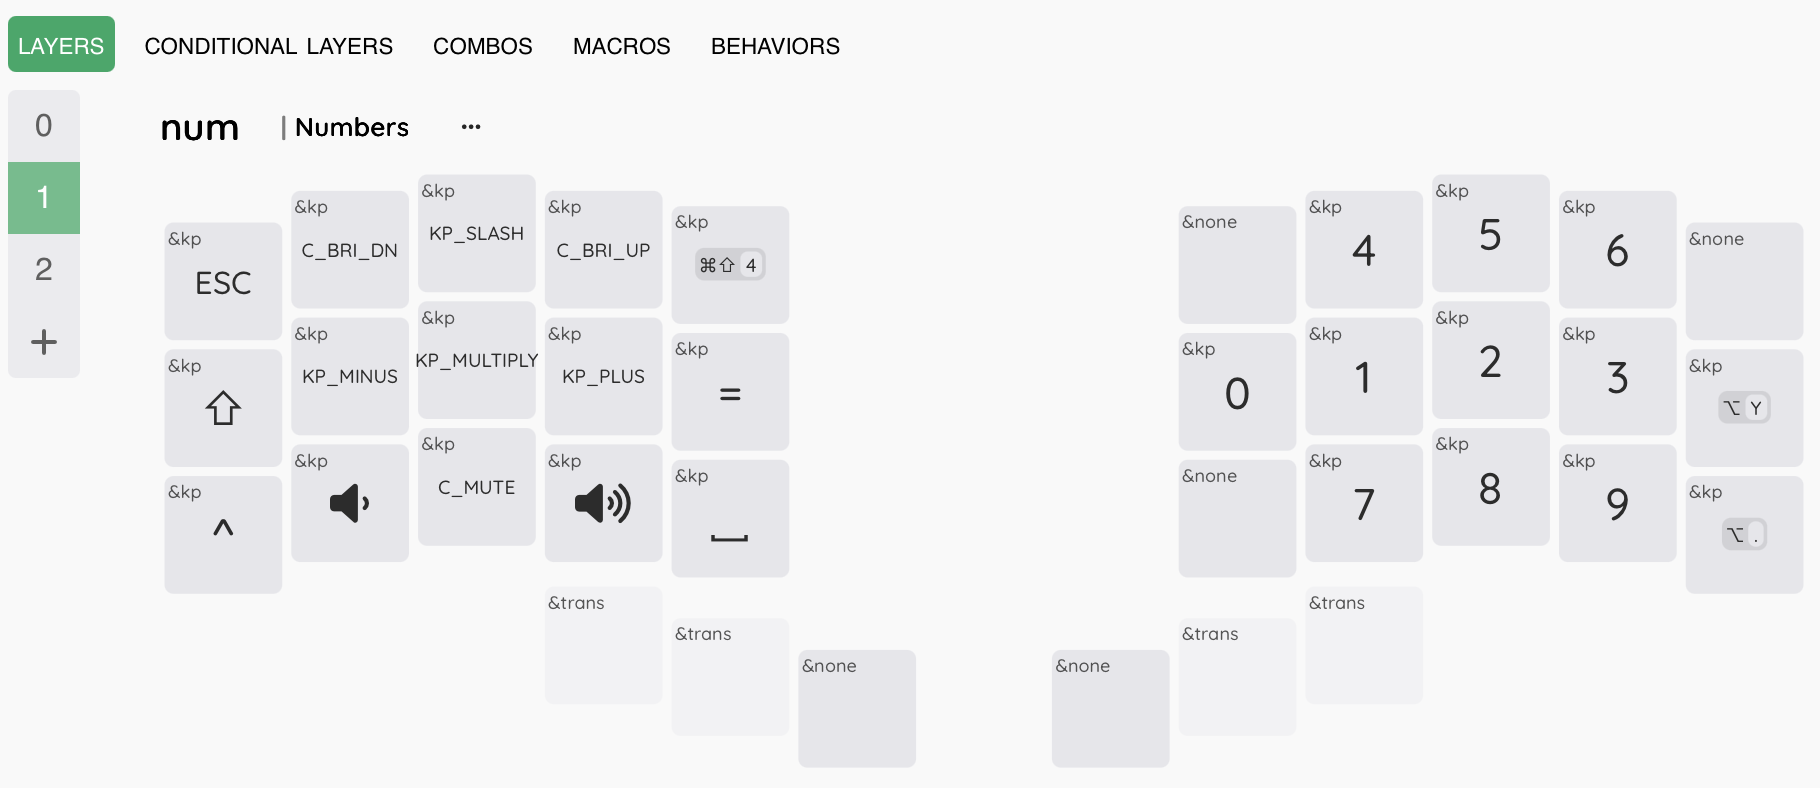 LAYERS CONDITIONAL LAYERS COMBOS MACROS BEHAVIORS
0
1
2
+
num | Numbers ...
&kp ESC
&kp C_BRI_DN
&kp KP_SLASH
&kp C_BRI_UP
&kp ⌘⇧ 4
&none
&kp 4
&kp 5
&kp 6
&none
&kp ⇧
&kp KP_MINUS
&kp KP_MULTIPLY
&kp KP_PLUS
&kp =
&kp 0
&kp 1
&kp 2
&kp 3
&kp ⌥ Y
&kp ^
&kp
&kp C_MUTE
&kp
&kp ⎵
&none
&kp 7
&kp 8
&kp 9
&kp ⌥ .
&trans
&trans
&none
&none
&trans
&trans